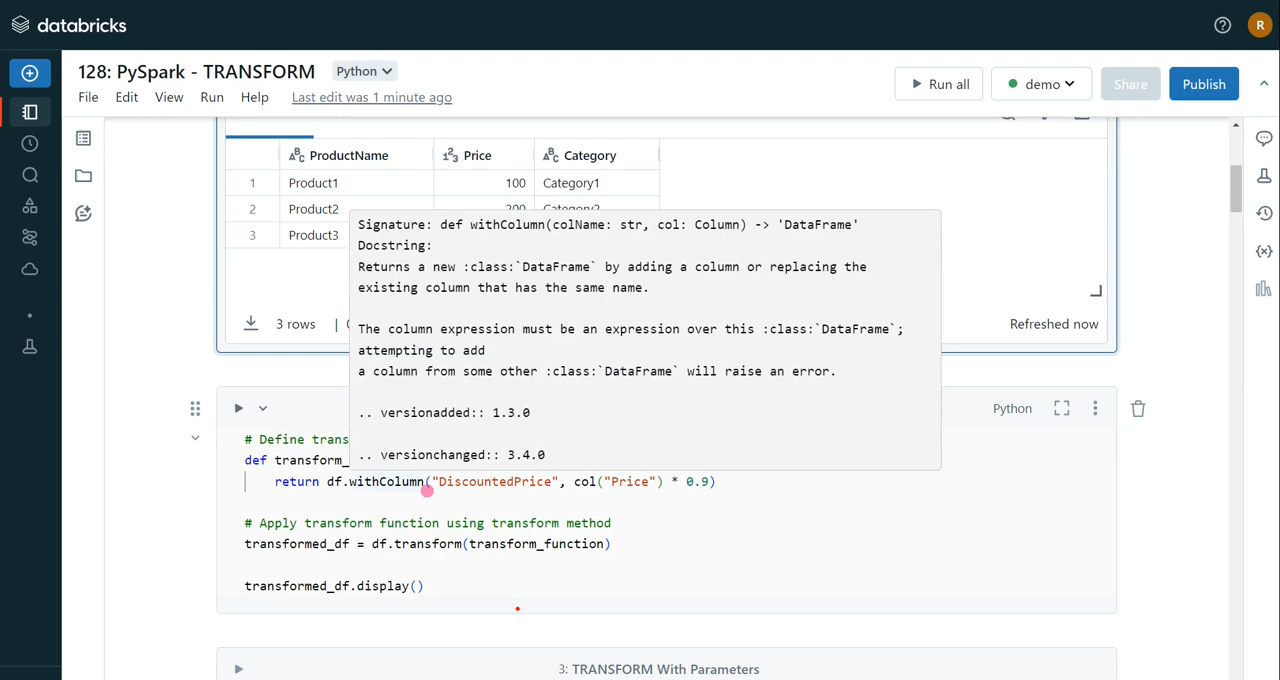 databricks
R
128: PySpark - TRANSFORM
Python
File Edit View Run Help Last edit was 1 minute ago
Run all
demo
Share
Publish
ProductName Price Category
1 Product1 100 Category1
2 Product2 200 Category2
3 Product3
Signature: def withColumn(colName: str, col: Column) -> 'DataFrame'
Docstring:
Returns a new :class:`DataFrame` by adding a column or replacing the
existing column that has the same name.
The column expression must be an expression over this :class:`DataFrame`;
attempting to add
a column from some other :class:`DataFrame` will raise an error.
.. versionadded:: 1.3.0
.. versionchanged:: 3.4.0
3 rows |
Refreshed now
Python
# Define trans
def transform_
return df.withColumn("DiscountedPrice", col("Price") * 0.9)
# Apply transform function using transform method
transformed_df = df.transform(transform_function)
transformed_df.display()
3: TRANSFORM With Parameters